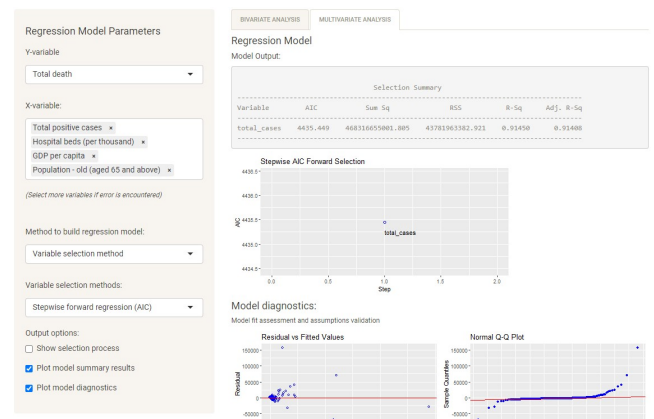 Regression Model Parameters
Y-variable
Total death
X-variable:
Total positive cases ×
Hospital beds (per thousand) ×
GDP per capita ×
Population - old (aged 65 and above) ×
(Select more variables if error is encountered)
Method to build regression model:
Variable selection method
Variable selection methods:
Stepwise forward regression (AIC)
Output options:
Show selection process
Plot model summary results
Plot model diagnostics
BIVARIATE ANALYSIS MULTIVARIATE ANALYSIS
Regression Model
Model Output:
Selection Summary
Variable AIC Sum Sq RSS R-Sq Adj. R-Sq
total_cases 4435.449 468316655001.805 43781963382.921 0.91450 0.91406
Stepwise AIC Forward Selection
4436.5
4436.0
4435.5
4435.0
4434.5
AIC
total_cases
0.0 0.5 1.0 1.5 2.0
Step
Model diagnostics:
Model fit assessment and assumptions validation
Residual vs Fitted Values
150000
100000
50000
0
-50000
Residual
Normal Q-Q Plot
150000
100000
50000
0
-50000
Sample Quantiles